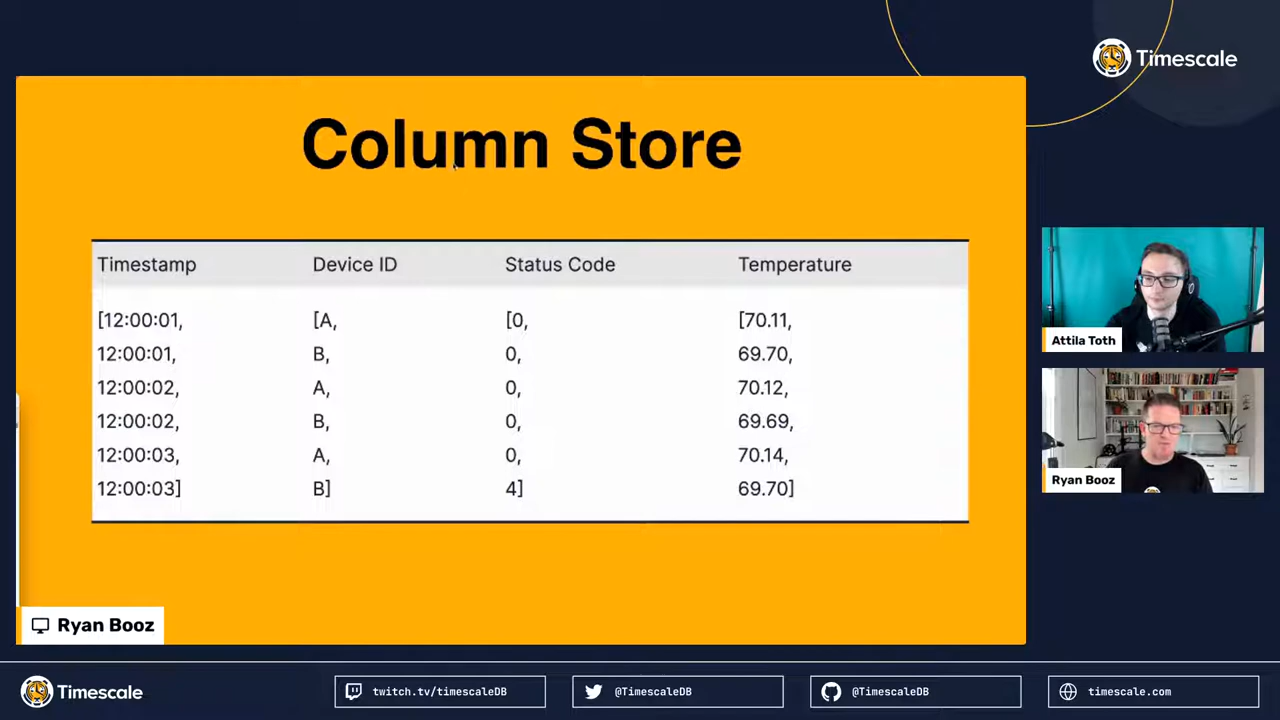 Timescale
Column Store
Timestamp Device ID Status Code Temperature
[12:00:01, [A, [0, [70.11,
12:00:01, B, 0, 69.70,
12:00:02, A, 0, 70.12,
12:00:02, B, 0, 69.69,
12:00:03, A, 0, 70.14,
12:00:03] B] 4] 69.70]
Attila Toth
Ryan Booz
Ryan Booz
Timescale twitch.tv/timescaleDB @TimescaleDB @TimescaleDB timescale.com